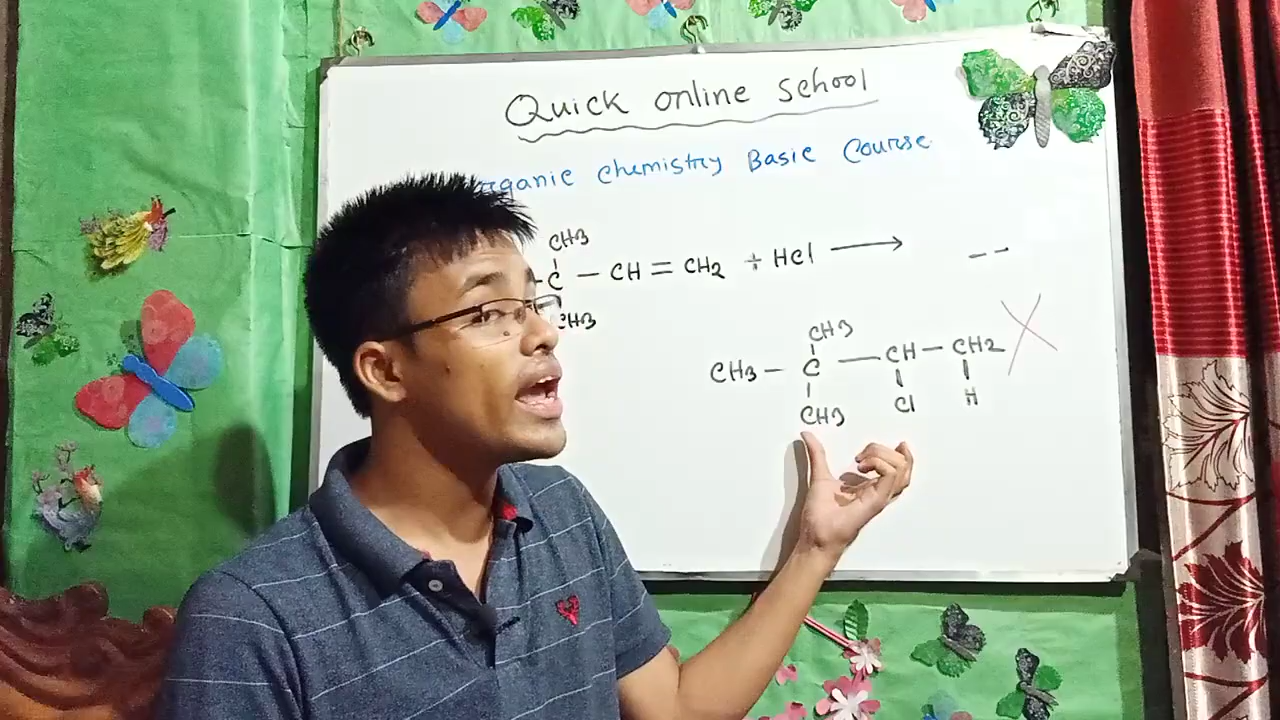 Quick online school
organic chemistry Basic Course
CH3
-C — CH = CH2 + HCl ⟶ --
CH3
CH3
CH3 — C — CH — CH2 X
Cl H
CH3